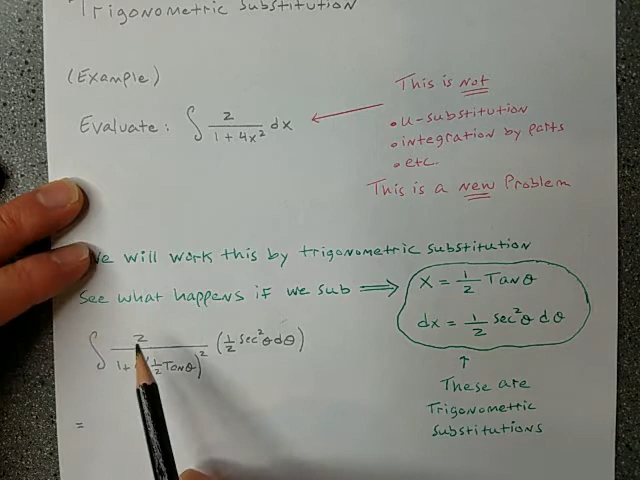 Trigonometric Substitution
(Example)
Evaluate: ∫ 2/(1+4x²) dx
This is not
• u-substitution
• integration by parts
• etc.
This is a new Problem
We will work this by trigonometric substitution
See what happens if we sub ⟹
x = 1/2 Tanθ
dx = 1/2 sec²θ dθ
∫ 2/(1+ (1/2 Tanθ)²) (1/2 sec²θ dθ)
↑
These are
Trigonometric
substitutions
=